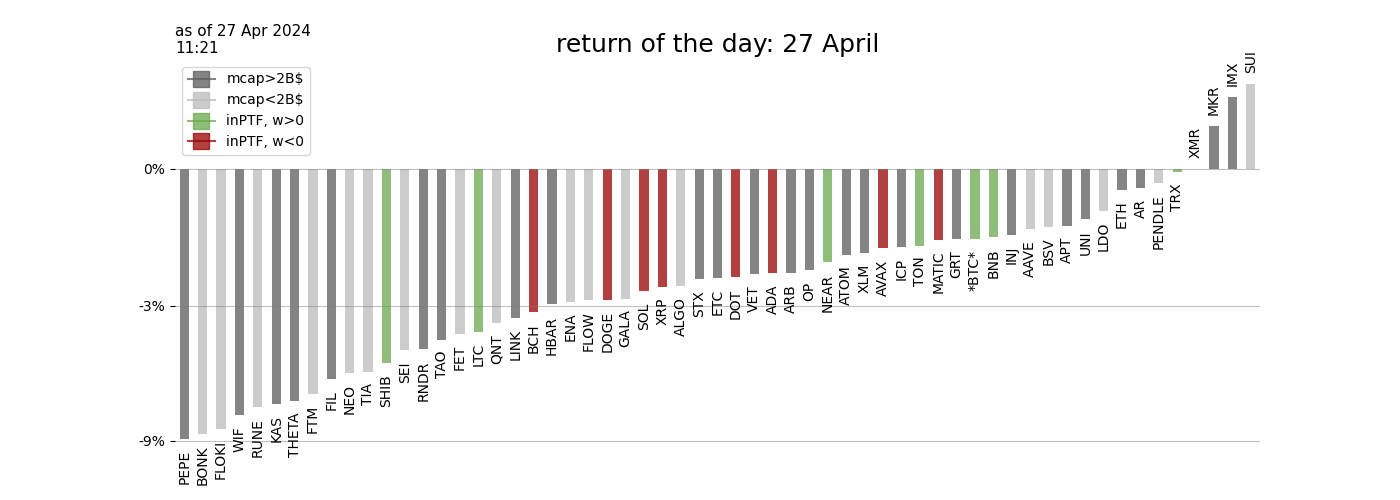 as of 27 Apr 2024
11:21
return of the day: 27 April
mcap>2B$
mcap<2B$
inPTF, w>0
inPTF, w<0
0%
-3%
-9%
PEPE
BONK
FLOKI
WIF
RUNE
KAS
THETA
FTM
FIL
NEO
TIA
SHIB
SEI
RNDR
TAO
FET
LTC
QNT
LINK
BCH
HBAR
ENA
FLOW
DOGE
GALA
SOL
XRP
ALGO
STX
ETC
DOT
VET
ADA
ARB
OP
NEAR
ATOM
XLM
AVAX
ICP
TON
MATIC
GRT
*BTC*
BNB
INJ
AAVE
BSV
APT
UNI
LDO
ETH
AR
PENDLE
TRX
XMR
MKR
IMX
SUI